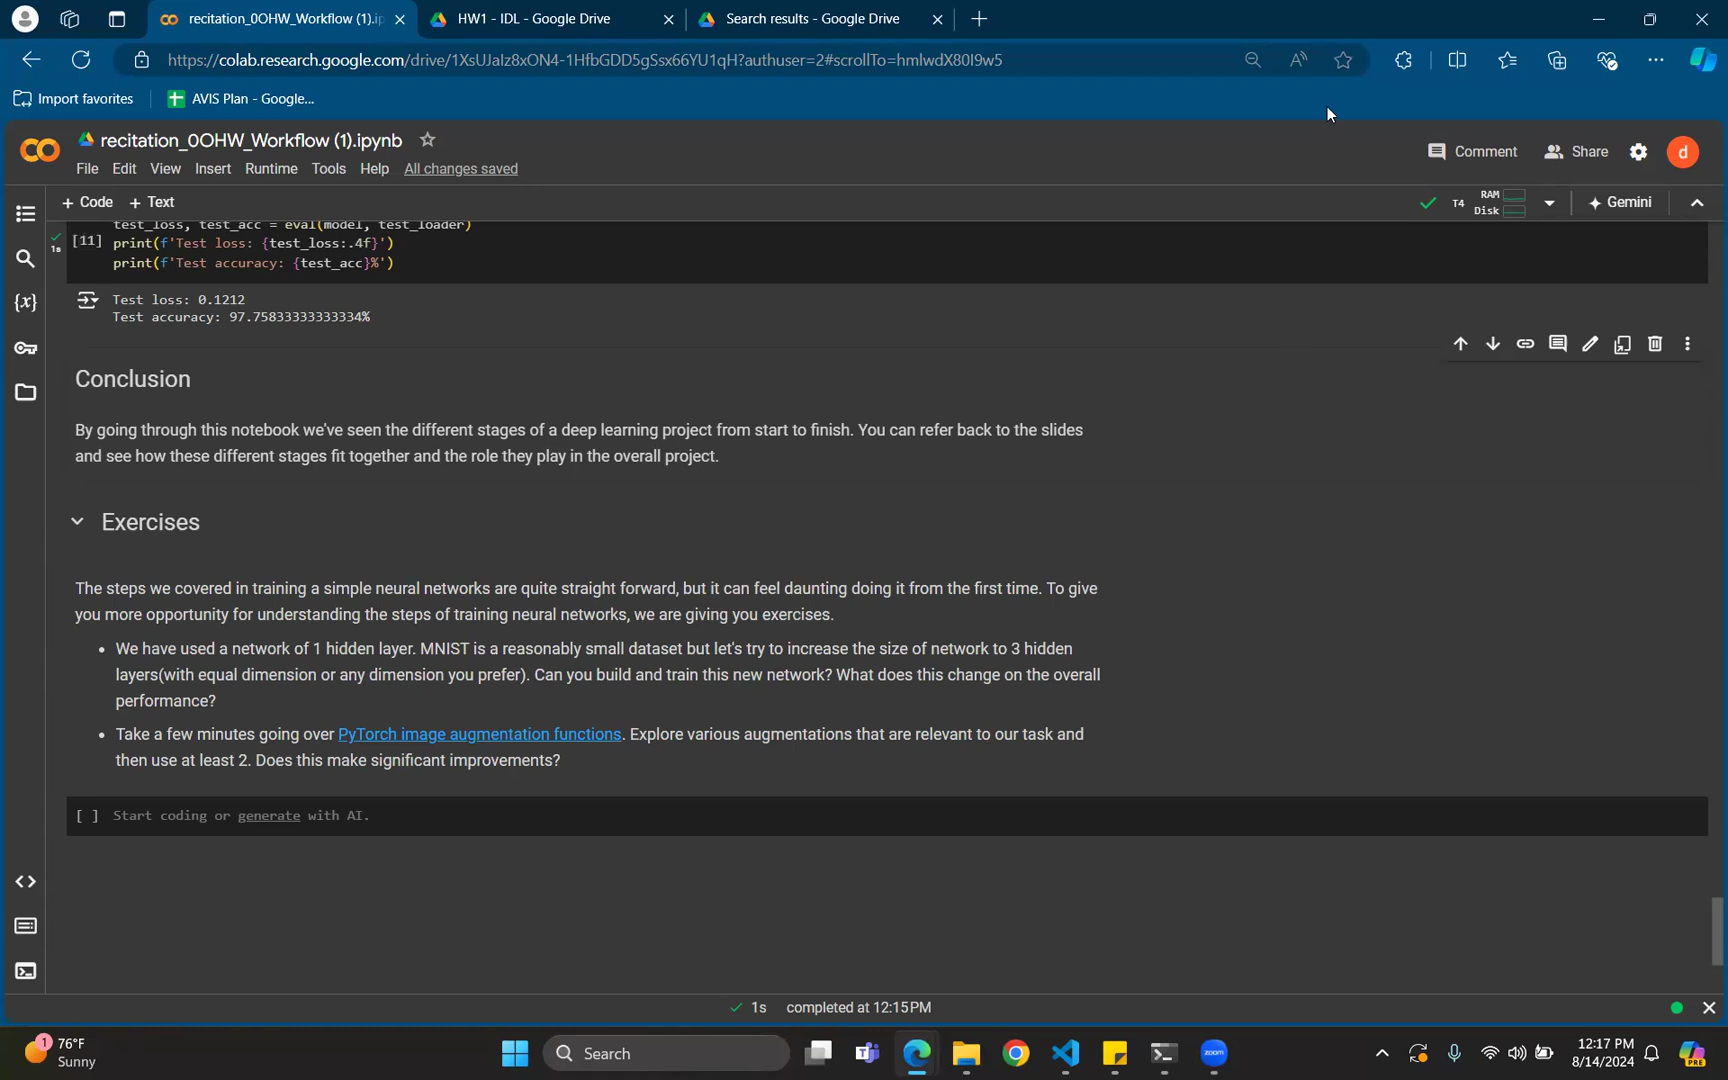 recitation_0OHW_Workflow (1).ip
HW1 - IDL - Google Drive
Search results - Google Drive
https://colab.research.google.com/drive/1XsUJaIz8xON4-1HfbGDD5gSsx66YU1qH?authuser=2#scrollTo=hmlwdX80I9w5
Import favorites
AVIS Plan - Google...
recitation_0OHW_Workflow (1).ipynb
Comment
Share
d
File Edit View Insert Runtime Tools Help All changes saved
+ Code + Text
T4
RAM
Disk
Gemini
test_loss, test_acc = eval(model, test_loader)
1s
[11] print(f'Test loss: {test_loss:.4f}')
print(f'Test accuracy: {test_acc}%')
Test loss: 0.1212
Test accuracy: 97.75833333333334%
Conclusion
By going through this notebook we've seen the different stages of a deep learning project from start to finish. You can refer back to the slides
and see how these different stages fit together and the role they play in the overall project.
Exercises
The steps we covered in training a simple neural networks are quite straight forward, but it can feel daunting doing it from the first time. To give
you more opportunity for understanding the steps of training neural networks, we are giving you exercises.
• We have used a network of 1 hidden layer. MNIST is a reasonably small dataset but let's try to increase the size of network to 3 hidden
layers(with equal dimension or any dimension you prefer). Can you build and train this new network? What does this change on the overall
performance?
• Take a few minutes going over PyTorch image augmentation functions. Explore various augmentations that are relevant to our task and
then use at least 2. Does this make significant improvements?
[ ] Start coding or generate with AI.
1s completed at 12:15 PM
1
76°F
Sunny
Search
zoom
12:17 PM
8/14/2024
PRE